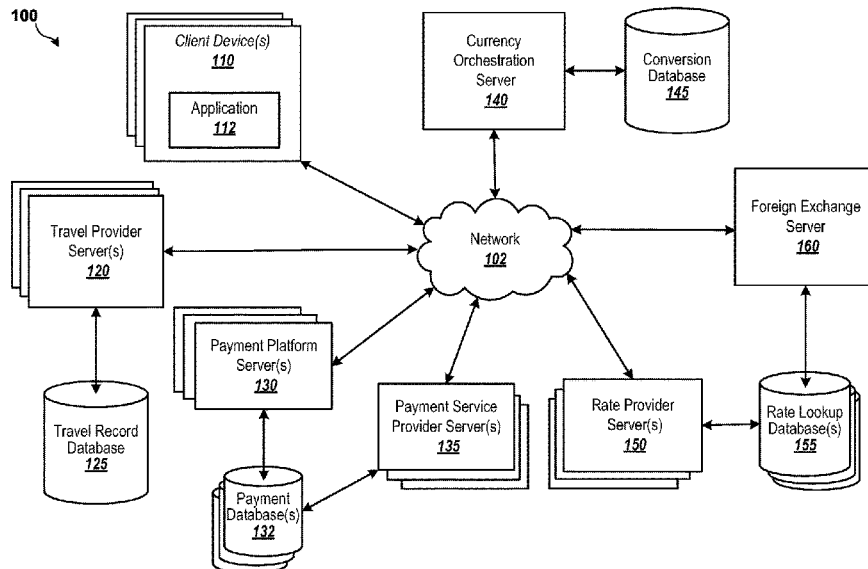 100
Client Device(s)
110
Application
112
Currency
Orchestration
Server
140
Conversion
Database
145
Travel Provider
Server(s)
120
Network
102
Foreign Exchange
Server
160
Payment Platform
Server(s)
130
Travel Record
Database
125
Payment Service
Provider Server(s)
135
Rate Provider
Server(s)
150
Rate Lookup
Database(s)
155
Payment
Database(s)
132